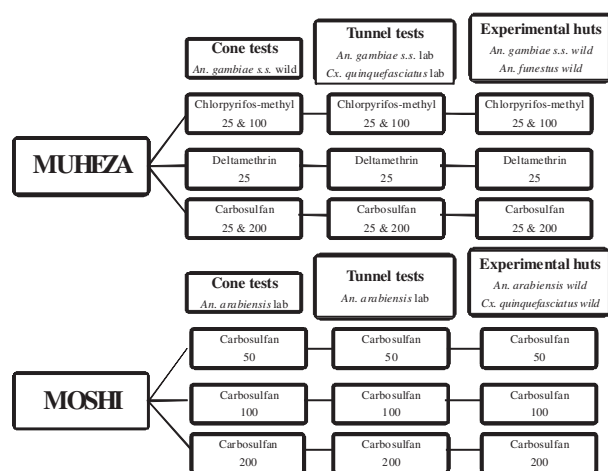 Cone tests
An. gambiae s.s. wild
Tunnel tests
An. gambiae s.s. lab
Cx. quinquefasciatus lab
Experimental huts
An. gambiae s.s. wild
An. funestus wild
MUHEZA
Chlorpyrifos-methyl
25 & 100
Chlorpyrifos-methyl
25 & 100
Chlorpyrifos-methyl
25 & 100
Deltamethrin
25
Deltamethrin
25
Deltamethrin
25
Carbosulfan
25 & 200
Carbosulfan
25 & 200
Carbosulfan
25 & 200
Cone tests
An. arabiensis lab
Tunnel tests
An. arabiensis lab
Experimental huts
An. arabiensis wild
Cx. quinquefasciatus wild
MOSHI
Carbosulfan
50
Carbosulfan
50
Carbosulfan
50
Carbosulfan
100
Carbosulfan
100
Carbosulfan
100
Carbosulfan
200
Carbosulfan
200
Carbosulfan
200